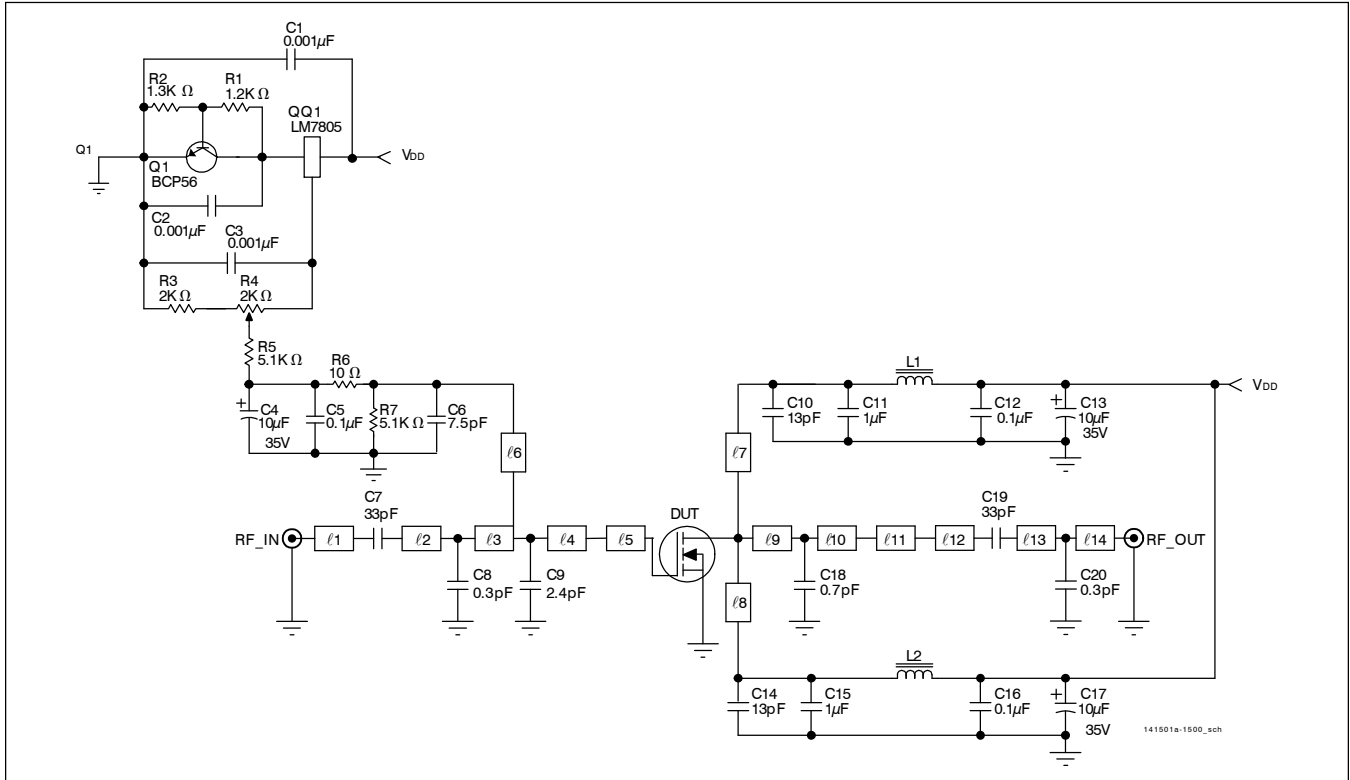 C1
0.001µF
R2
1.3K Ω
R1
1.2K Ω
QQ1
LM7805
Q1
VDD
Q1
BCP56
C2
0.001µF
C3
0.001µF
R3
2K Ω
R4
2K Ω
R5
5.1K Ω
R6
10 Ω
C4
10µF
35V
+
C5
0.1µF
R7
5.1K Ω
C6
7.5pF
ℓ6
L1
VDD
C10
13pF
C11
1µF
C12
0.1µF
+
C13
10µF
35V
ℓ7
C7
33pF
DUT
C19
33pF
RF_IN
ℓ1
ℓ2
ℓ3
ℓ4
ℓ5
ℓ9
ℓ10
ℓ11
ℓ12
ℓ13
ℓ14
RF_OUT
C8
0.3pF
C9
2.4pF
C18
0.7pF
C20
0.3pF
ℓ8
L2
C14
13pF
C15
1µF
C16
0.1µF
+
C17
10µF
35V
141501a-1500_sch